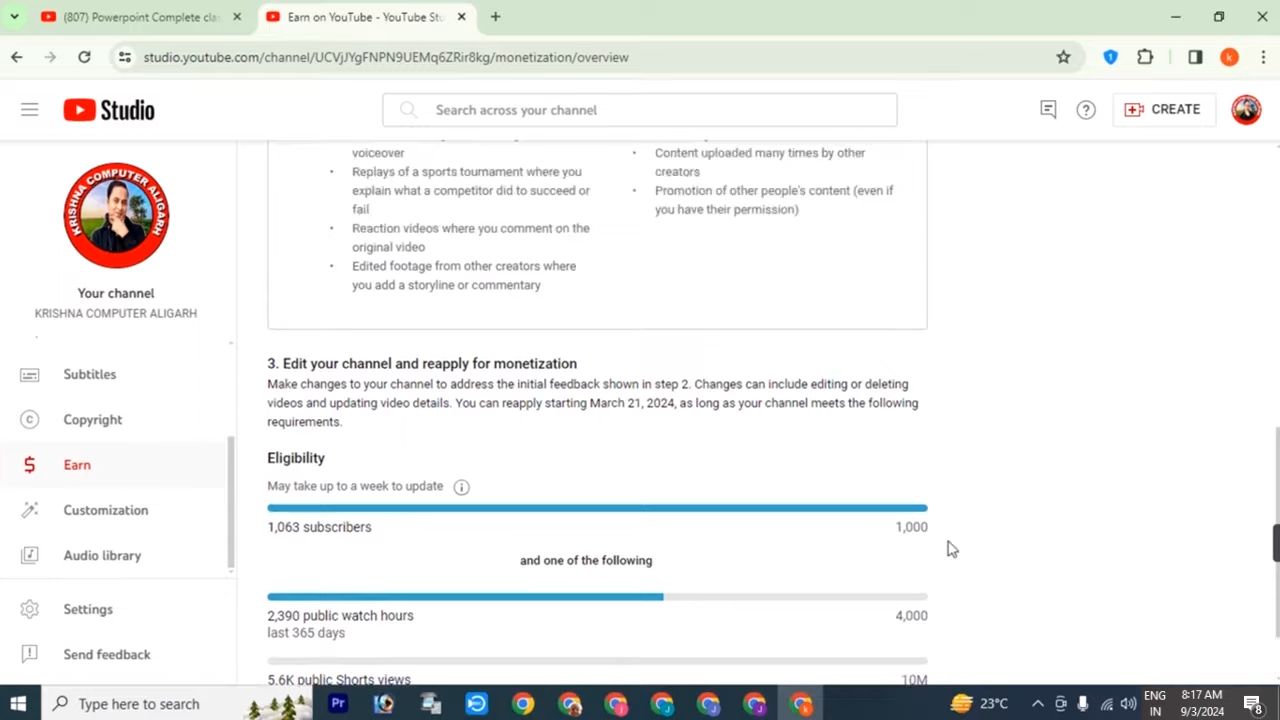 (807) Powerpoint Complete cla
Earn on YouTube - YouTube Stu
studio.youtube.com/channel/UCVjJYgFNPN9UEMq6ZRir8kg/monetization/overview
k
Studio
Search across your channel
CREATE
KRISHNA COMPUTER ALIGARH
Your channel
KRISHNA COMPUTER ALIGARH
Subtitles
Copyright
Earn
Customization
Audio library
Settings
Send feedback
voiceover
• Replays of a sports tournament where you
explain what a competitor did to succeed or
fail
• Reaction videos where you comment on the
original video
• Edited footage from other creators where
you add a storyline or commentary
• Content uploaded many times by other
creators
• Promotion of other people's content (even if
you have their permission)
3. Edit your channel and reapply for monetization
Make changes to your channel to address the initial feedback shown in step 2. Changes can include editing or deleting
videos and updating video details. You can reapply starting March 21, 2024, as long as your channel meets the following
requirements.
Eligibility
May take up to a week to update
1,063 subscribers 1,000
and one of the following
2,390 public watch hours 4,000
last 365 days
5.6K public Shorts views 10M
Type here to search
Pr
23°C
ENG
IN
8:17 AM
9/3/2024
8